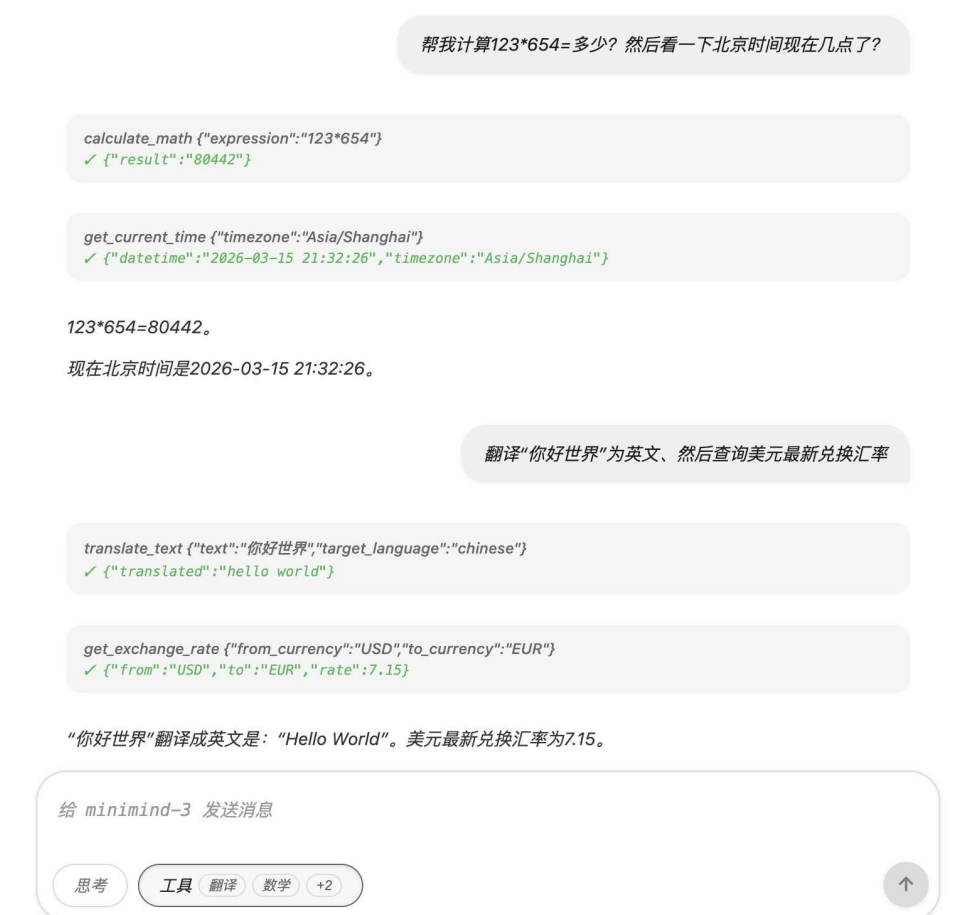 帮我计算123*654=多少？然后看一下北京时间现在几点了？
calculate_math {"expression":"123*654"}
✓ {"result":"80442"}
get_current_time {"timezone":"Asia/Shanghai"}
✓ {"datetime":"2026-03-15 21:32:26","timezone":"Asia/Shanghai"}
123*654=80442。
现在北京时间是2026-03-15 21:32:26。
翻译“你好世界”为英文、然后查询美元最新兑换汇率
translate_text {"text":"你好世界","target_language":"chinese"}
✓ {"translated":"hello world"}
get_exchange_rate {"from_currency":"USD","to_currency":"EUR"}
✓ {"from":"USD","to":"EUR","rate":7.15}
“你好世界”翻译成英文是：“Hello World”。美元最新兑换汇率为7.15。
给 minimind-3 发送消息
思考 工具 翻译 数学 +2